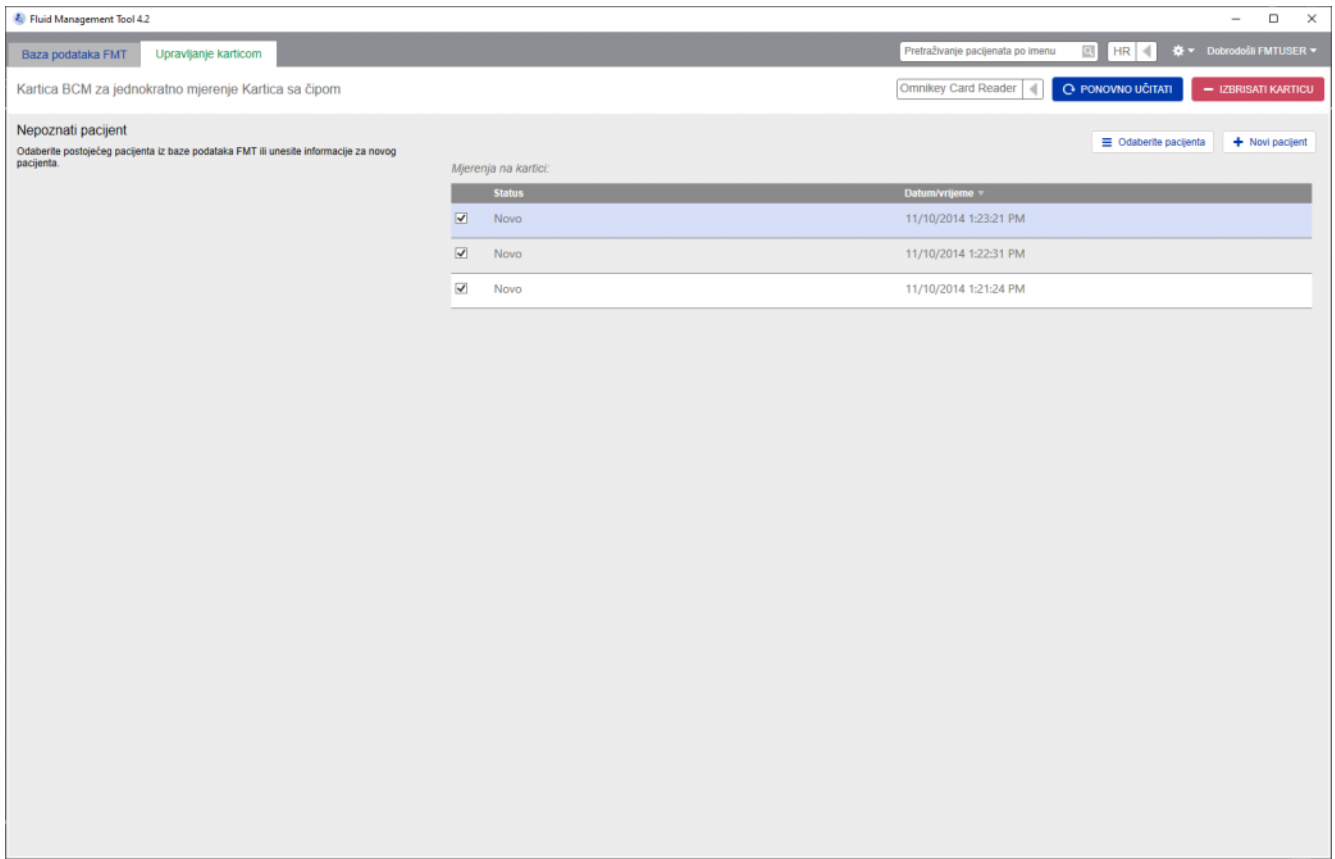 Fluid Management Tool 4.2
Baza podataka FMT Upravljanje karticom Pretraživanje pacijenata po imenu HR Dobrodošli FMTUSER
Kartica BCM za jednokratno mjerenje Kartica sa čipom Omnikey Card Reader PONOVNO UČITATI IZBRISATI KARTICU
Nepoznati pacijent
Odaberite postojećeg pacijenta iz baze podataka FMT ili unesite informacije za novog
pacijenta.
Odaberite pacijenta Novi pacijent
Mjerenja na kartici:
Status Datum/vrijeme
Novo 11/10/2014 1:23:21 PM
Novo 11/10/2014 1:22:31 PM
Novo 11/10/2014 1:21:24 PM